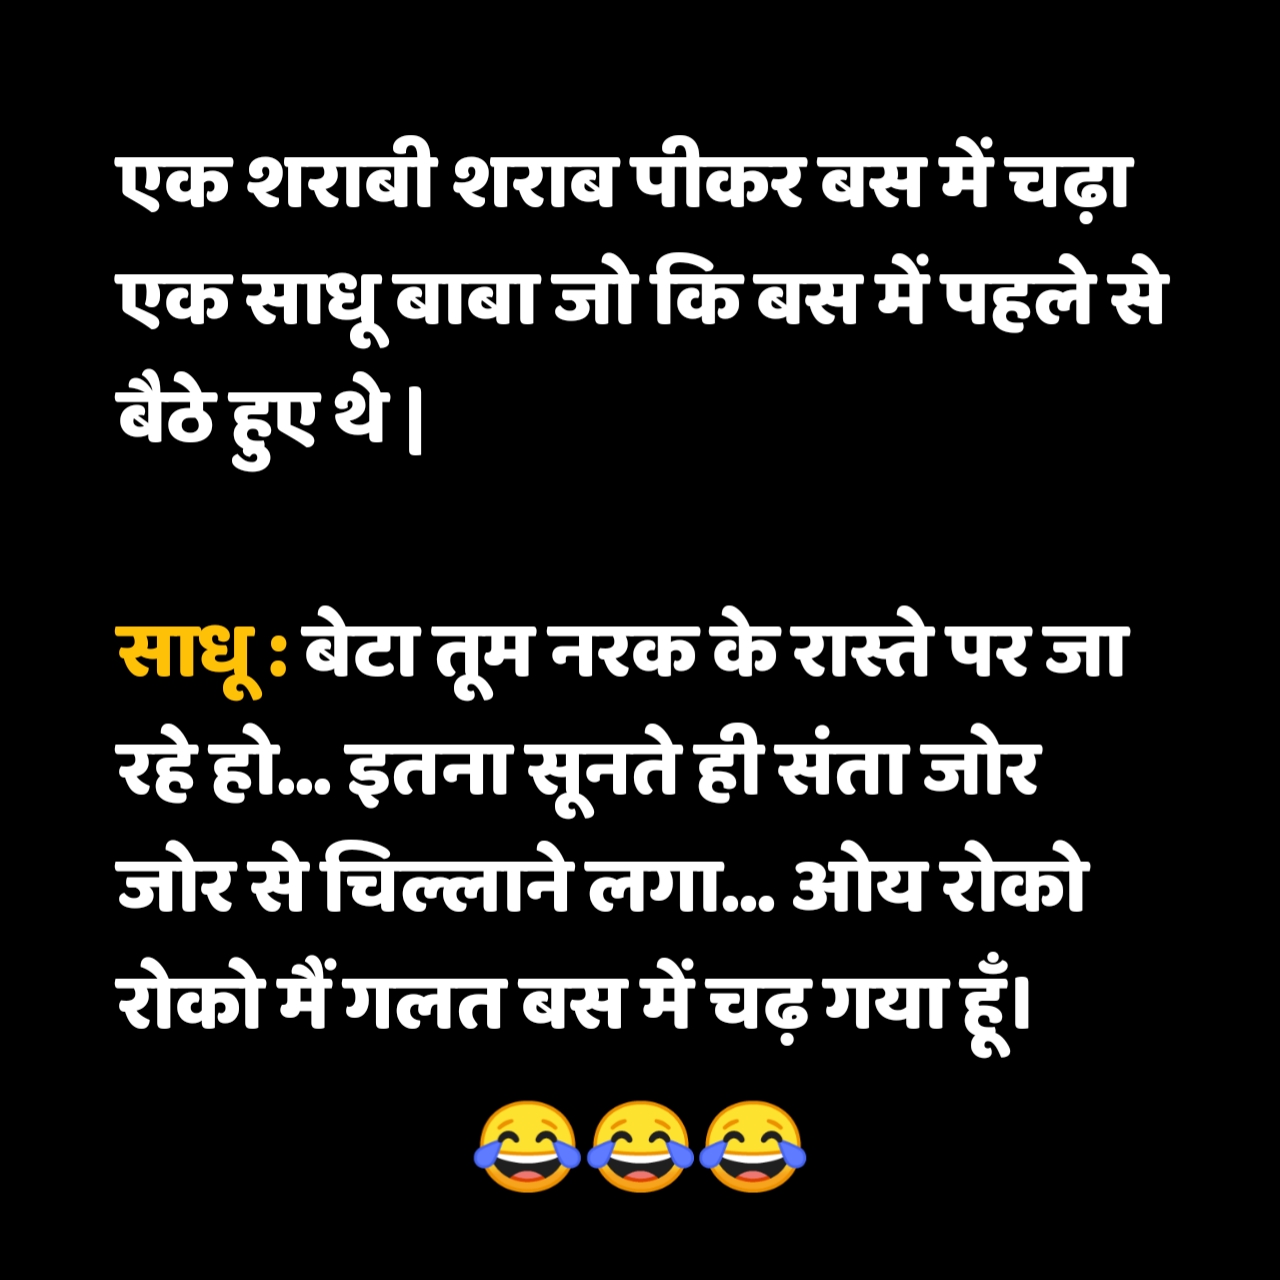 एक शराबी शराब पीकर बस में चढ़ा
एक साधू बाबा जो कि बस में पहले से
बैठे हुए थे |
साधू : बेटा तूम नरक के रास्ते पर जा
रहे हो... इतना सूनते ही संता जोर
जोर से चिल्लाने लगा... ओय रोको
रोको मैं गलत बस में चढ़ गया हूँ।
😂😂😂